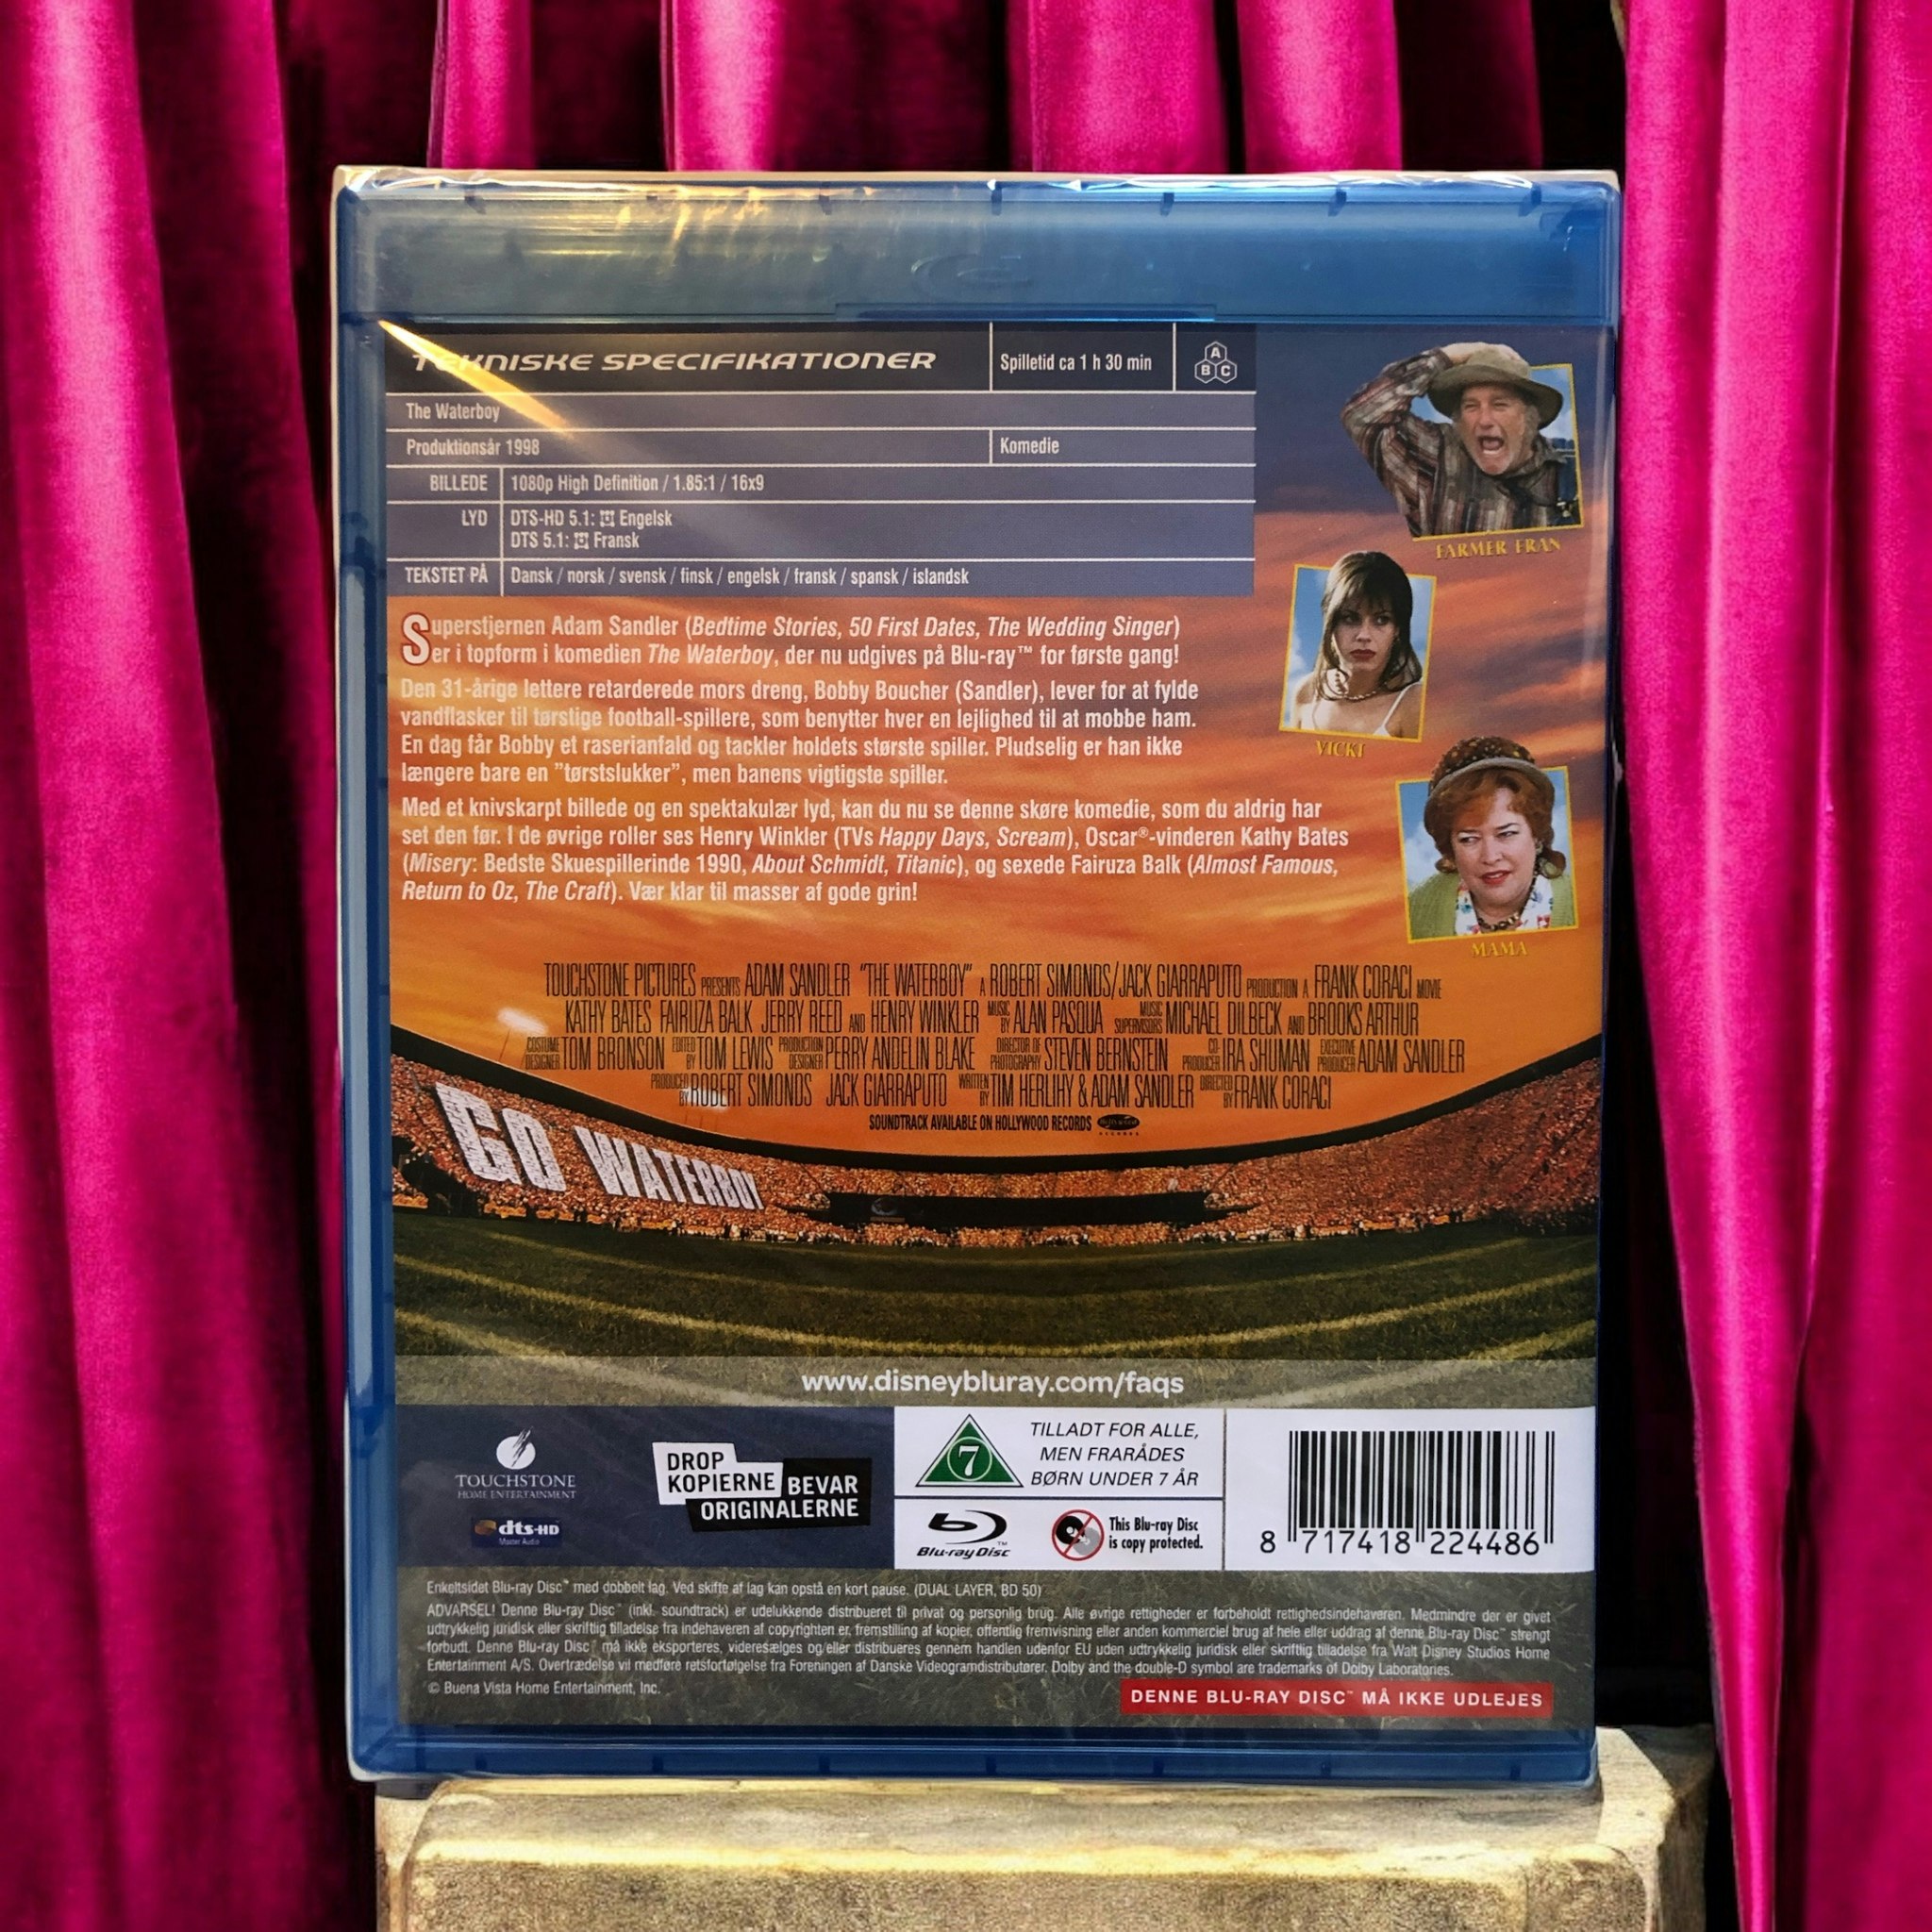 TEKNISKE SPECIFIKATIONER
Spilletid ca 1 h 30 min
A
B C
The Waterboy
Produktionsår 1998
Komedie
BILLEDE 1080p High Definition / 1.85:1 / 16x9
LYD DTS-HD 5.1: Engelsk
DTS 5.1: Fransk
TEKSTET PÅ Dansk / norsk / svensk / finsk / engelsk / fransk / spansk / islandsk
FARMER FRAN
VICKI
MAMA
Superstjernen Adam Sandler (Bedtime Stories, 50 First Dates, The Wedding Singer)
er i topform i komedien The Waterboy, der nu udgives på Blu-ray™ for første gang!
Den 31-årige lettere retarderede mors dreng, Bobby Boucher (Sandler), lever for at fylde
vandflasker til tørstige football-spillere, som benytter hver en lejlighed til at mobbe ham.
En dag får Bobby et raserianfald og tackler holdets største spiller. Pludselig er han ikke
længere bare en ”tørstslukker”, men banens vigtigste spiller.
Med et knivskarpt billede og en spektakulær lyd, kan du nu se denne skøre komedie, som du aldrig har
set den før. I de øvrige roller ses Henry Winkler (TVs Happy Days, Scream), Oscar®-vinderen Kathy Bates
(Misery: Bedste Skuespillerinde 1990, About Schmidt, Titanic), og sexede Fairuza Balk (Almost Famous,
Return to Oz, The Craft). Vær klar til masser af gode grin!
TOUCHSTONE PICTURES PRESENTS ADAM SANDLER "THE WATERBOY" A ROBERT SIMONDS/JACK GIARRAPUTO PRODUCTION A FRANK CORACI MOVIE
KATHY BATES FAIRUZA BALK JERRY REED AND HENRY WINKLER MUSIC BY ALAN PASQUA MUSIC SUPERVISORS MICHAEL DILBECK AND BROOKS ARTHUR
COSTUME DESIGNER TOM BRONSON EDITED BY TOM LEWIS PRODUCTION DESIGNER PERRY ANDELIN BLAKE DIRECTOR OF PHOTOGRAPHY STEVEN BERNSTEIN CO-PRODUCER IRA SHUMAN EXECUTIVE PRODUCER ADAM SANDLER
PRODUCED BY ROBERT SIMONDS JACK GIARRAPUTO WRITTEN BY TIM HERLIHY & ADAM SANDLER DIRECTED BY FRANK CORACI
SOUNDTRACK AVAILABLE ON HOLLYWOOD RECORDS
GO WATERBOY
www.disneybluray.com/faqs
TOUCHSTONE
HOME ENTERTAINMENT
dts-HD
Master Audio
DROP
KOPIERNE BEVAR
ORIGINALERNE
7
TILLADT FOR ALLE,
MEN FRARÅDES
BØRN UNDER 7 ÅR
Blu-ray Disc™
This Blu-ray Disc
is copy protected.
8 717418 224486
Enkeltsidet Blu-ray Disc™ med dobbelt lag. Ved skifte af lag kan opstå en kort pause. (DUAL LAYER, BD 50)
ADVARSEL! Denne Blu-ray Disc™ (inkl. soundtrack) er udelukkende distribueret til privat og personlig brug. Alle øvrige rettigheder er forbeholdt rettighedsindehaveren. Medmindre der er givet
udtrykkelig juridisk eller skriftlig tilladelse fra indehaveren af copyrighten er, fremstilling af kopier, offentlig fremvisning eller anden kommerciel brug af hele eller uddrag af denne Blu-ray Disc™ strengt
forbudt. Denne Blu-ray Disc™ må ikke eksporteres, videresælges og/eller distribueres gennem handlen udenfor EU uden udtrykkelig juridisk eller skriftlig tilladelse fra Walt Disney Studios Home
Entertainment A/S. Overtrædelse vil medføre retsforfølgelse fra Foreningen af Danske Videogramdistributører. Dolby and the double-D symbol are trademarks of Dolby Laboratories.
© Buena Vista Home Entertainment, Inc.
DENNE BLU-RAY DISC™ MÅ IKKE UDLEJES